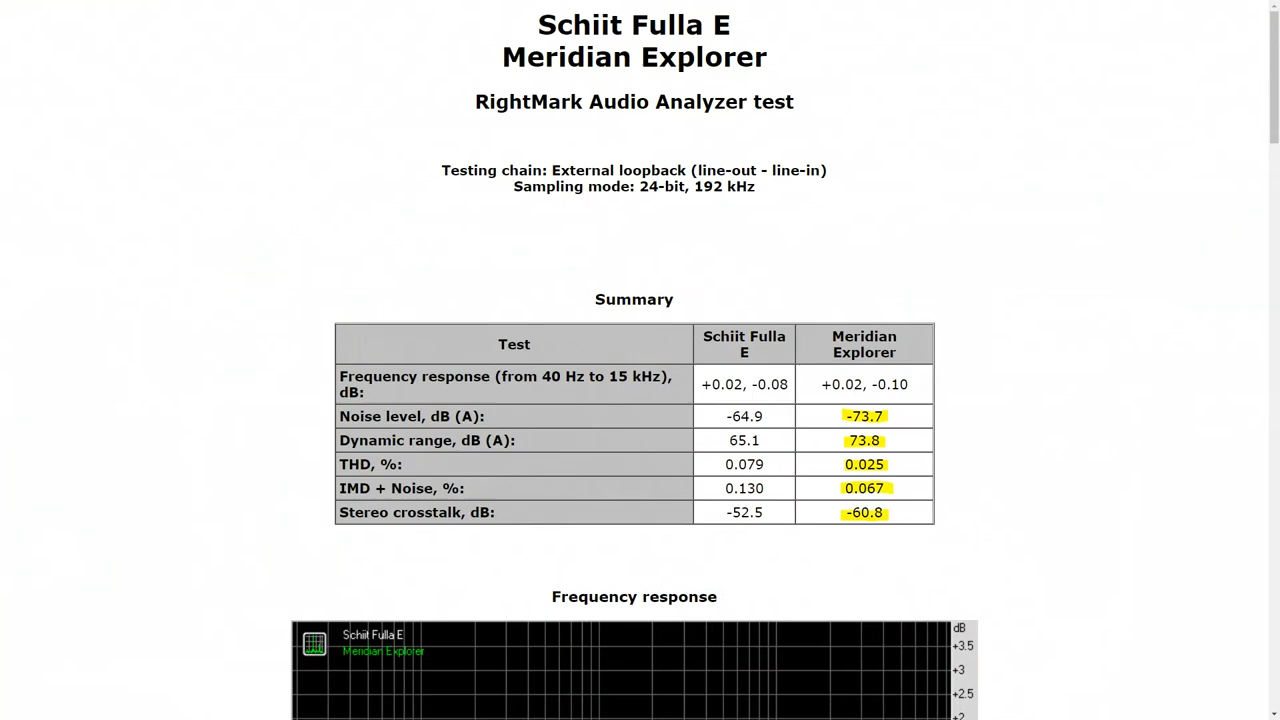 Schiit Fulla E
Meridian Explorer
RightMark Audio Analyzer test
Testing chain: External loopback (line-out - line-in)
Sampling mode: 24-bit, 192 kHz
Summary
Test Schiit Fulla E Meridian Explorer
Frequency response (from 40 Hz to 15 kHz), dB: +0.02, -0.08 +0.02, -0.10
Noise level, dB (A): -64.9 -73.7
Dynamic range, dB (A): 65.1 73.8
THD, %: 0.079 0.025
IMD + Noise, %: 0.130 0.067
Stereo crosstalk, dB: -52.5 -60.8
Frequency response
Schiit Fulla E
Meridian Explorer
dB
+3.5
+3
+2.5
+2